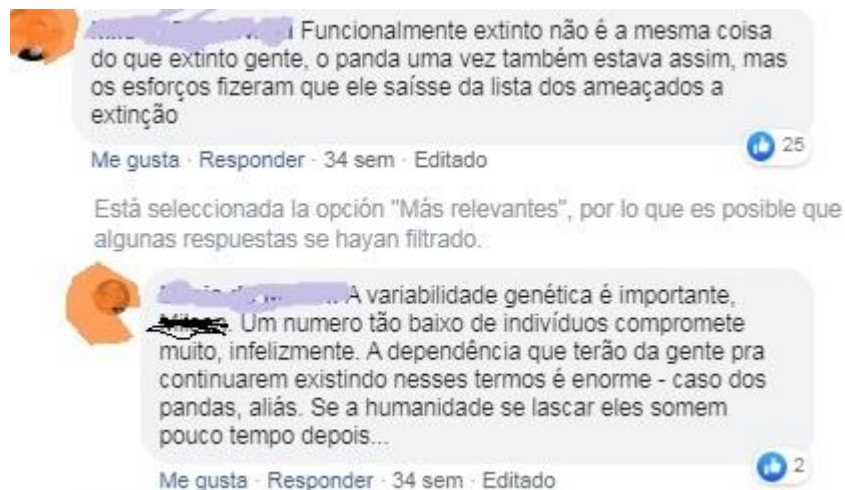 Funcionalmente extinto não é a mesma coisa
do que extinto gente, o panda uma vez também estava assim, mas
os esforços fizeram que ele saísse da lista dos ameaçados a
extinção
25
Me gusta · Responder · 34 sem · Editado
Está seleccionada la opción "Más relevantes", por lo que es posible que
algunas respuestas se hayan filtrado.
A variabilidade genética é importante,
Um numero tão baixo de indivíduos compromete
muito, infelizmente. A dependência que terão da gente pra
continuarem existindo nesses termos é enorme - caso dos
pandas, aliás. Se a humanidade se lascar eles somem
pouco tempo depois...
2
Me gusta · Responder · 34 sem · Editado